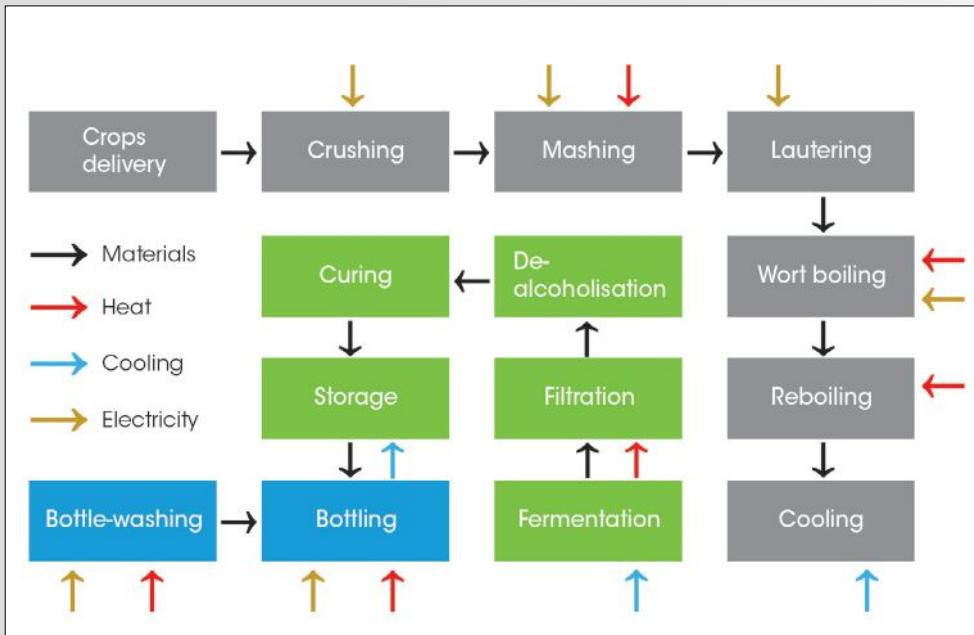 Crops
delivery
Crushing
Mashing
Lautering
Materials
Heat
Cooling
Electricity
Curing
De-
alcoholisation
Wort boiling
Storage
Filtration
Reboiling
Bottle-washing
Bottling
Fermentation
Cooling